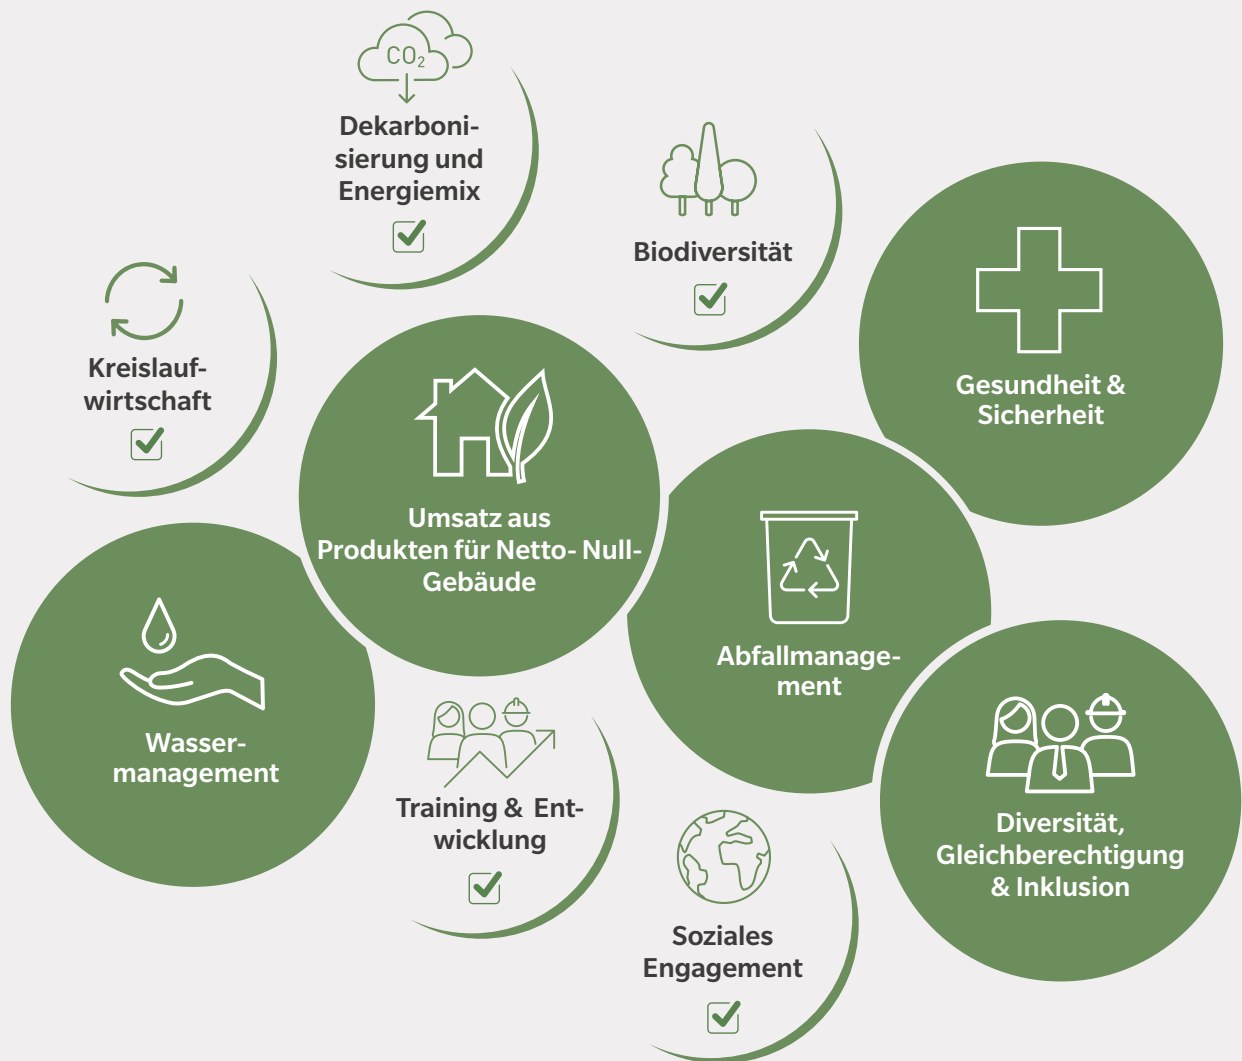 CO₂
Dekarboni-
sierung und
Energiemix
Biodiversität
Gesundheit &
Sicherheit
Kreislauf-
wirtschaft
Umsatz aus
Produkten für Netto- Null-
Gebäude
Abfallmanage-
ment
Wasser-
management
Training & Ent-
wicklung
Diversität,
Gleichberechtigung
& Inklusion
Soziales
Engagement